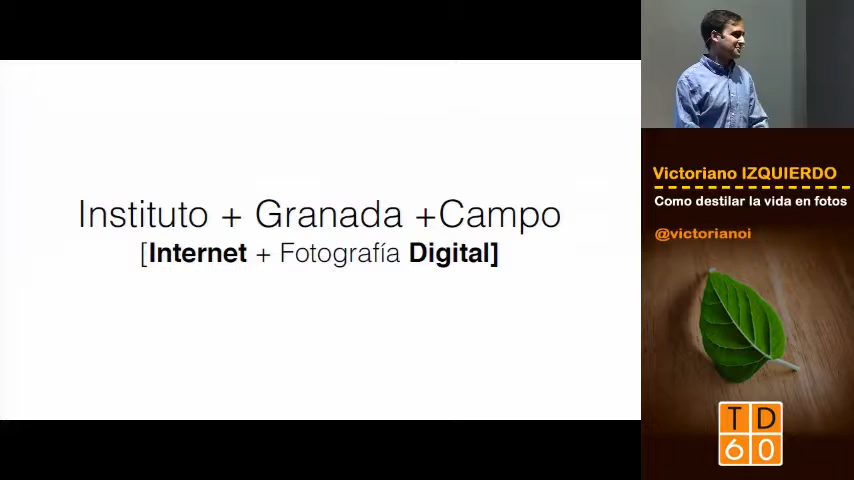 Instituto + Granada +Campo
[Internet + Fotografía Digital]
Victoriano IZQUIERDO
Como destilar la vida en fotos
@victorianoi
TD
60